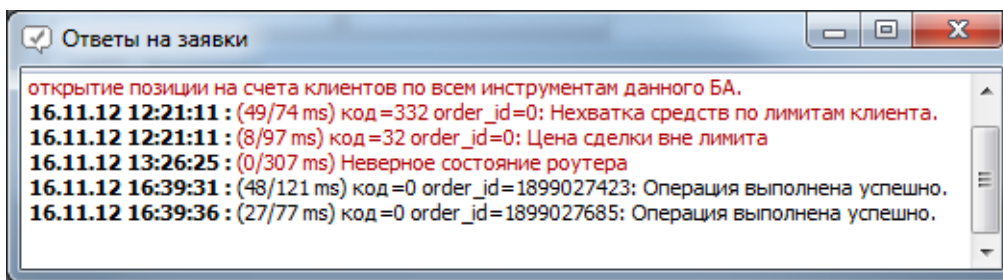 Ответы на заявки
открытие позиции на счета клиентов по всем инструментам данного БА.
16.11.12 12:21:11 : (49/74 ms) код=332 order_id=0: Нехватка средств по лимитам клиента.
16.11.12 12:21:11 : (8/97 ms) код=32 order_id=0: Цена сделки вне лимита
16.11.12 13:26:25 : (0/307 ms) Неверное состояние роутера
16.11.12 16:39:31 : (48/121 ms) код=0 order_id=1899027423: Операция выполнена успешно.
16.11.12 16:39:36 : (27/77 ms) код=0 order_id=1899027685: Операция выполнена успешно.